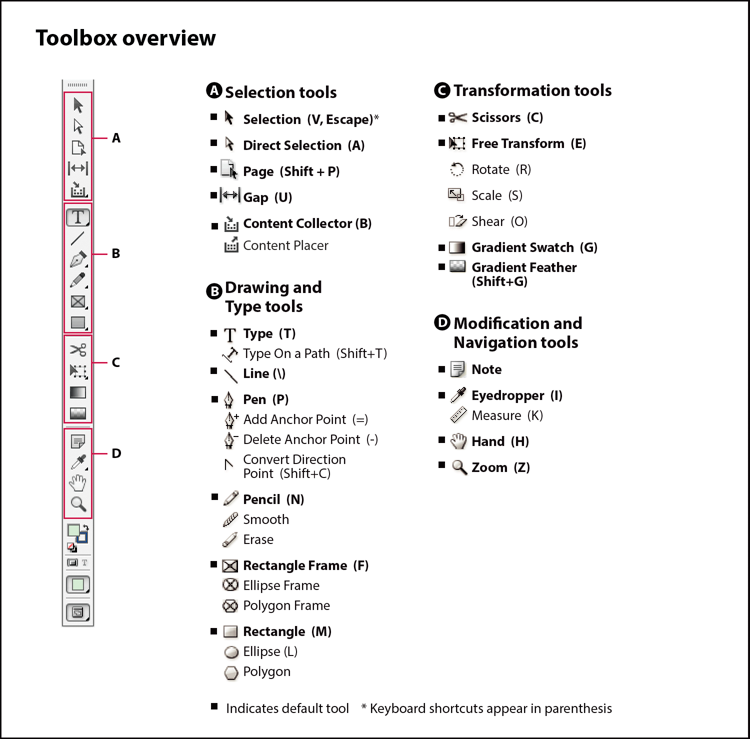 Toolbox overview
A
B
C
D
A Selection tools
Selection (V, Escape)*
Direct Selection (A)
Page (Shift + P)
Gap (U)
Content Collector (B)
Content Placer
B Drawing and
Type tools
T Type (T)
Type On a Path (Shift+T)
Line (\)
Pen (P)
Add Anchor Point (=)
Delete Anchor Point (-)
Convert Direction
Point (Shift+C)
Pencil (N)
Smooth
Erase
Rectangle Frame (F)
Ellipse Frame
Polygon Frame
Rectangle (M)
Ellipse (L)
Polygon
C Transformation tools
Scissors (C)
Free Transform (E)
Rotate (R)
Scale (S)
Shear (O)
Gradient Swatch (G)
Gradient Feather
(Shift+G)
D Modification and
Navigation tools
Note
Eyedropper (I)
Measure (K)
Hand (H)
Zoom (Z)
Indicates default tool * Keyboard shortcuts appear in parenthesis